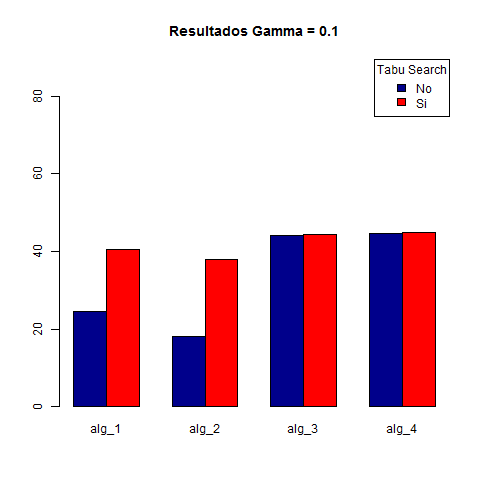 Resultados Gamma = 0.1
Tabu Search
No
Si
80
60
40
20
0
alg_1 alg_2 alg_3 alg_4